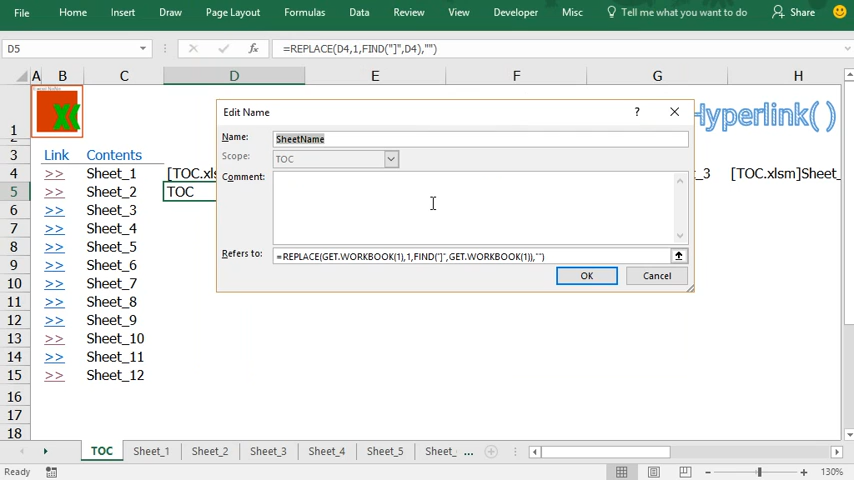 File Home Insert Draw Page Layout Formulas Data Review View Developer Misc Tell me what you want to do Share
D5 fx =REPLACE(D4,1,FIND("]",D4),"")
A B C D E F G H
Edit Name ?
1 Hyperlink( )
2
Name: SheetName
3 Link Contents
Scope: TOC
4 >> Sheet_1 [TOC.xls _3 [TOC.xlsm]Sheet_
Comment:
5 >> Sheet_2 TOC
6 >> Sheet_3
7 >> Sheet_4
8 >> Sheet_5
Refers to: =REPLACE(GET.WORKBOOK(1),1,FIND("]",GET.WORKBOOK(1)),"")
9 >> Sheet_6
OK Cancel
10 >> Sheet_7
11 >> Sheet_8
12 >> Sheet_9
13 >> Sheet_10
14 >> Sheet_11
15 >> Sheet_12
16
17
18
TOC Sheet_1 Sheet_2 Sheet_3 Sheet_4 Sheet_5 Sheet_ ...
Ready 130%